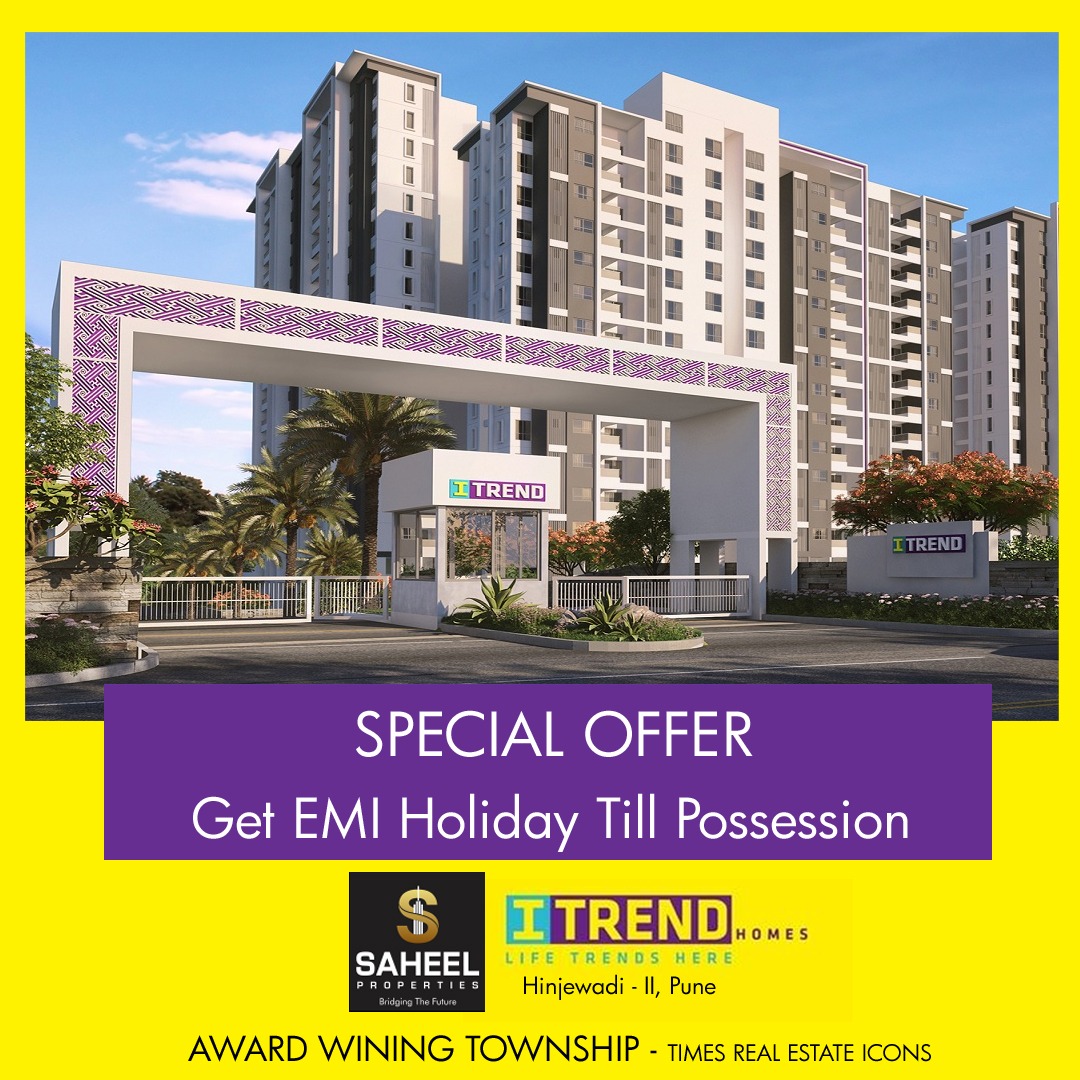 I TREND
I TREND
SPECIAL OFFER
Get EMI Holiday Till Possession
S
SAHEEL
PROPERTIES
Bridging The Future
I TREND HOMES
LIFE TRENDS HERE
Hinjewadi - II, Pune
AWARD WINING TOWNSHIP - TIMES REAL ESTATE ICONS